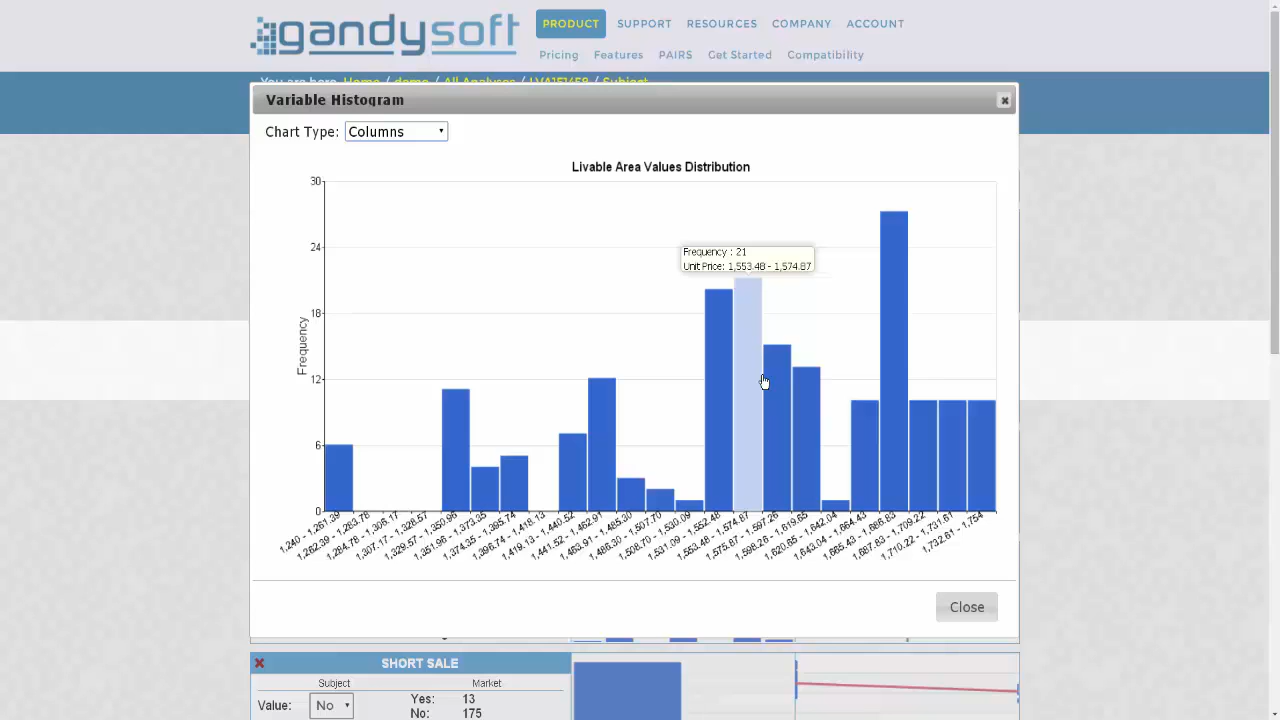 gandysoft
PRODUCT SUPPORT RESOURCES COMPANY ACCOUNT
Pricing Features PAIRS Get Started Compatibility
You are here Home / demo / All Analyses / / Subject
Variable Histogram
Chart Type: Columns
Livable Area Values Distribution
Frequency
30
24
18
12
6
0
Frequency : 21
Unit Price: 1,553.48 - 1,574.87
1,240 - 1,261.39
1,262.39 - 1,283.78
1,284.78 - 1,306.17
1,307.17 - 1,328.57
1,329.57 - 1,350.96
1,351.96 - 1,373.35
1,374.35 - 1,395.74
1,396.74 - 1,418.13
1,419.13 - 1,440.52
1,441.52 - 1,462.91
1,463.91 - 1,485.30
1,486.30 - 1,507.70
1,508.70 - 1,530.09
1,531.09 - 1,552.48
1,553.48 - 1,574.87
1,575.87 - 1,597.26
1,598.26 - 1,619.65
1,620.65 - 1,642.04
1,643.04 - 1,664.43
1,665.43 - 1,686.83
1,687.83 - 1,709.22
1,710.22 - 1,731.61
1,732.61 - 1,754
Close
SHORT SALE
Subject Market
Value: No Yes: 13
No: 175